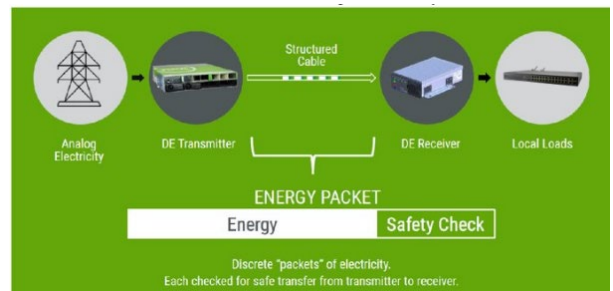 Structured
Cable
Analog
Electricity
DE Transmitter
DE Receiver
Local Loads
ENERGY PACKET
Energy
Safety Check
Discrete "packets" of electricity.
Each checked for safe transfer from transmitter to receiver.